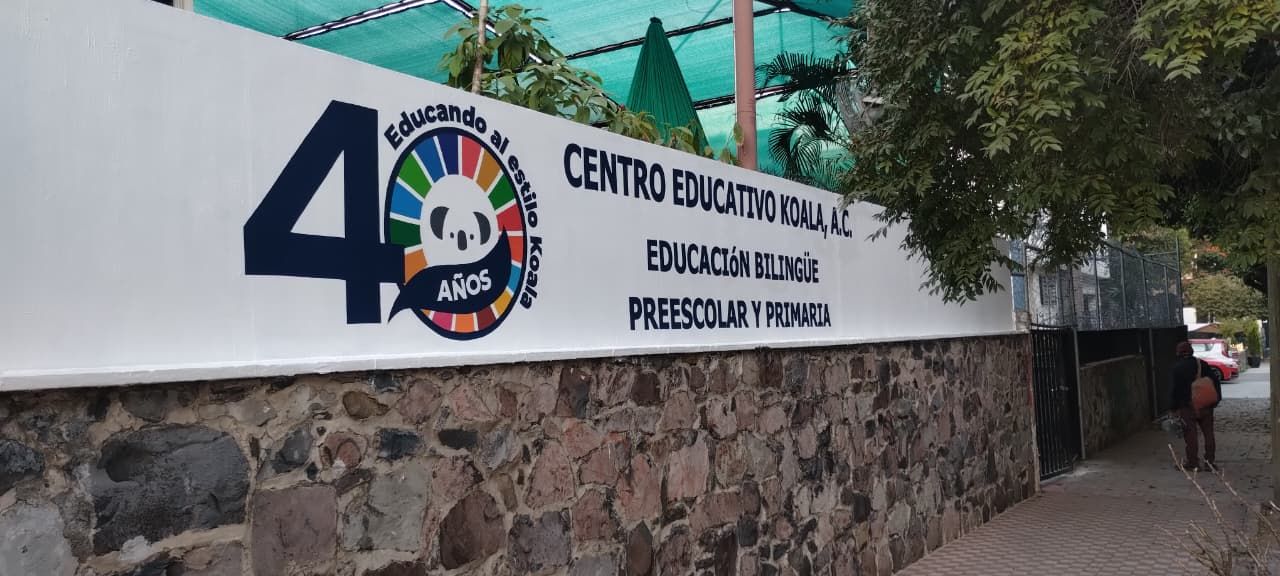 40
Educando al estilo Koala
AÑOS
CENTRO EDUCATIVO KOALA, A.C.
EDUCACIóN BILINGÜE
PREESCOLAR Y PRIMARIA